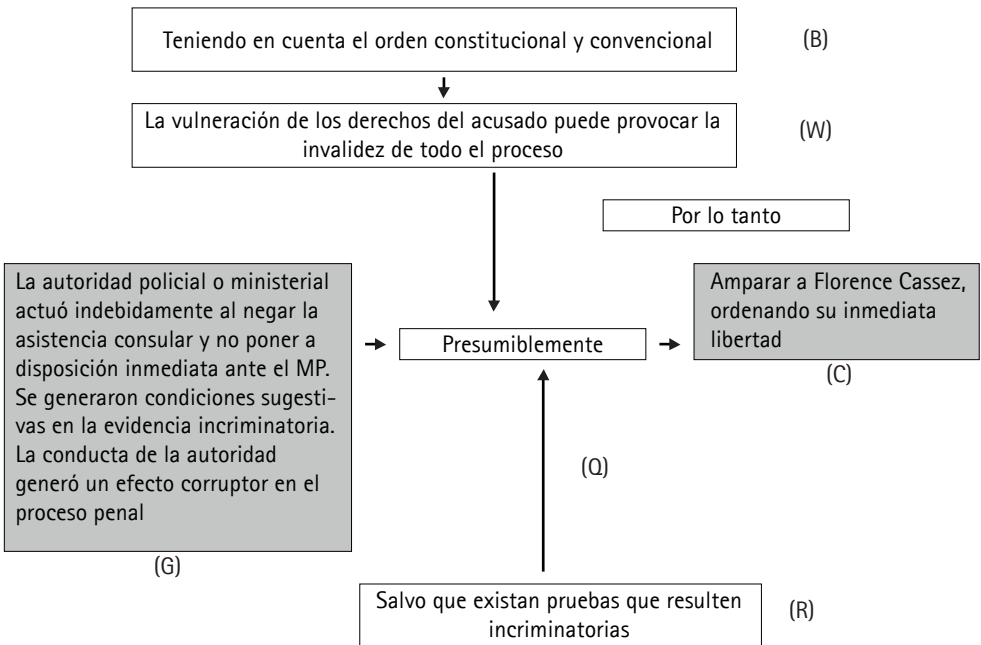 Teniendo en cuenta el orden constitucional y convencional
(B)
La vulneración de los derechos del acusado puede provocar la
invalidez de todo el proceso
(W)
Por lo tanto
La autoridad policial o ministerial
actuó indebidamente al negar la
asistencia consular y no poner a
disposición inmediata ante el MP.
Se generaron condiciones sugesti-
vas en la evidencia incriminatoria.
La conducta de la autoridad
generó un efecto corruptor en el
proceso penal
(G)
Presumiblemente
Amparar a Florence Cassez,
ordenando su inmediata
libertad
(C)
(Q)
Salvo que existan pruebas que resulten
incriminatorias
(R)